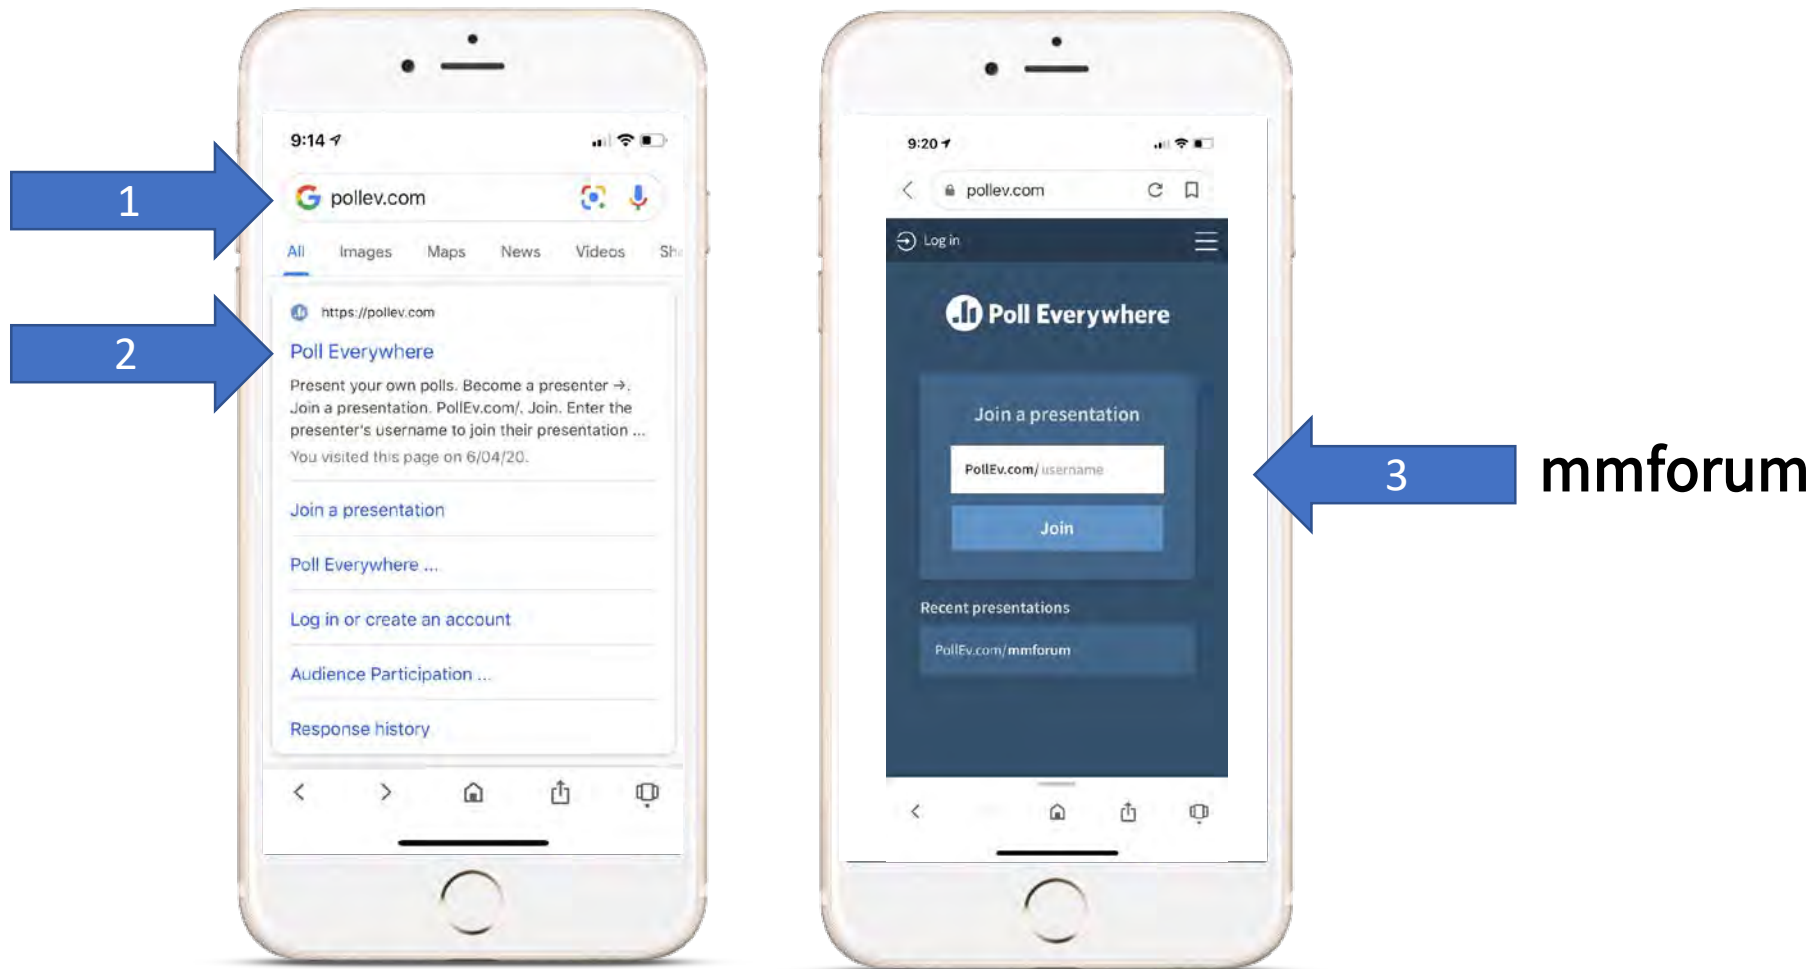 1
9:14
pollev.com
All Images Maps News Videos
2
https://pollev.com
Poll Everywhere
Present your own polls. Become a presenter →.
Join a presentation. PollEv.com/. Join. Enter the
presenter's username to join their presentation ...
You visited this page on 6/04/20.
Join a presentation
Poll Everywhere ...
Log in or create an account
Audience Participation ...
Response history
9:20
pollev.com
Log in
Poll Everywhere
Join a presentation
PollEv.com/ username
Join
Recent presentations
PollEv.com/mmforum
3
mmforum